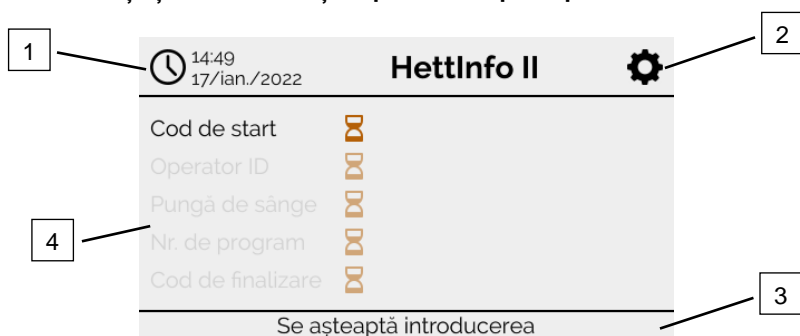 1
2
14:49
17/ian./2022
HettInfo II
Cod de start
Operator ID
Pungă de sânge
4
Nr. de program
Cod de finalizare
3
Se așteaptă introducerea